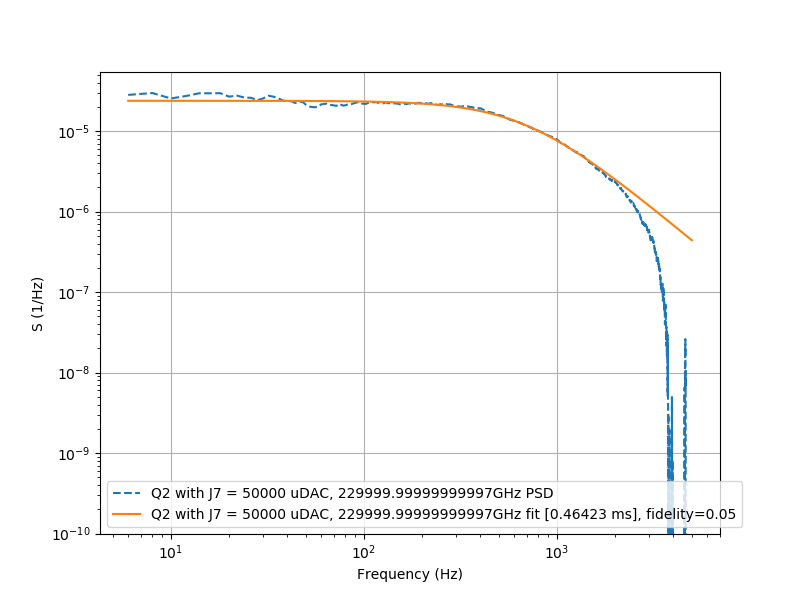 10⁻⁵
10⁻⁶
10⁻⁷
10⁻⁸
10⁻⁹
10⁻¹⁰
S (1/Hz)
Q2 with J7 = 50000 uDAC, 229999.99999999997GHz PSD
Q2 with J7 = 50000 uDAC, 229999.99999999997GHz fit [0.46423 ms], fidelity=0.05
10¹ 10² 10³
Frequency (Hz)